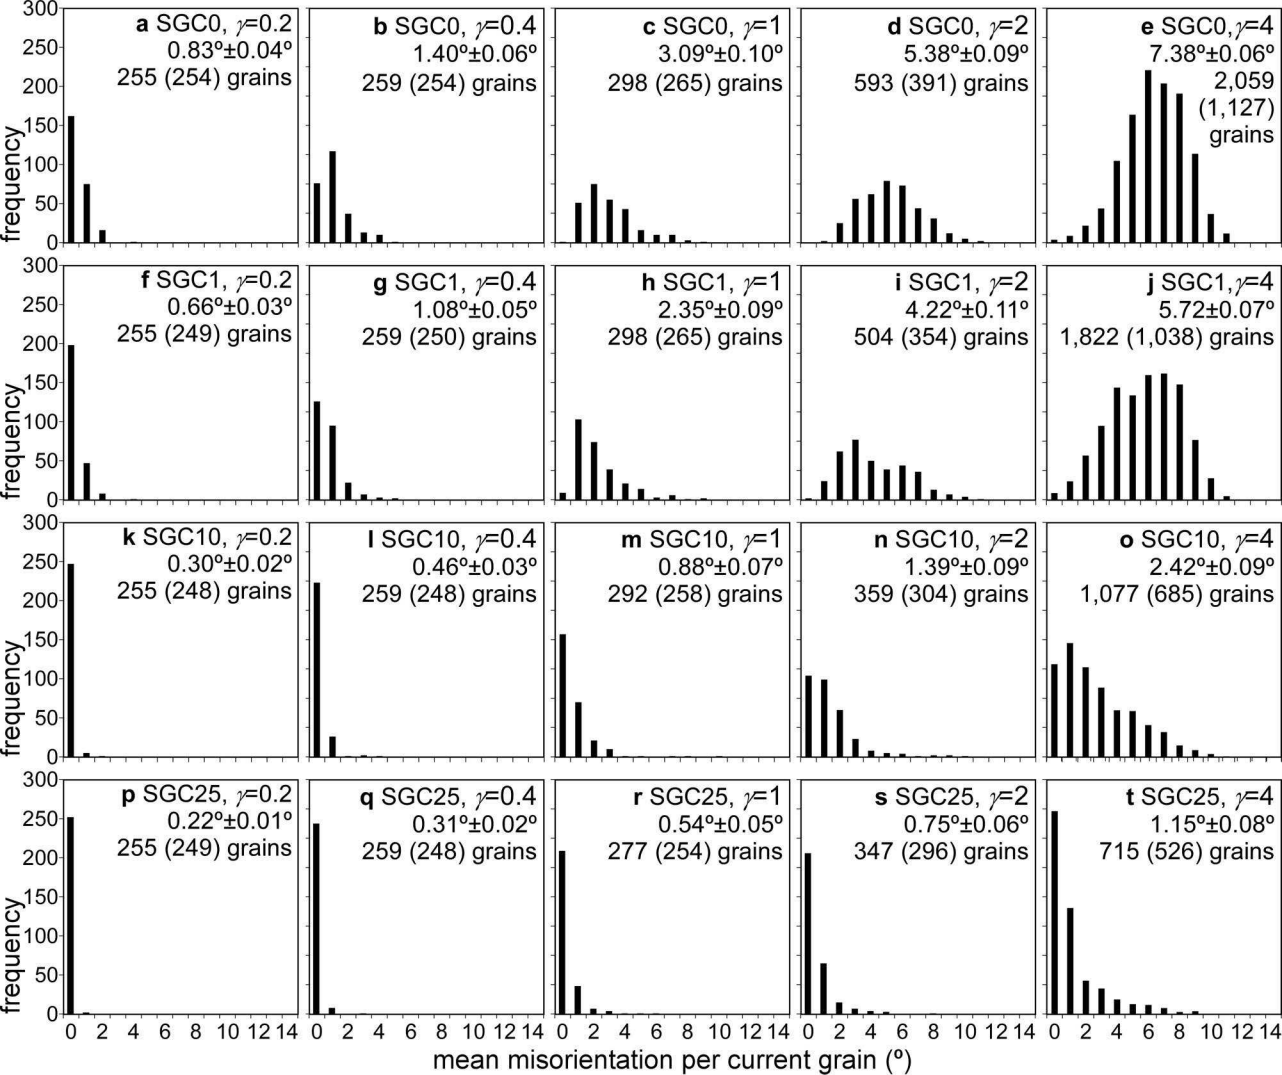 300
250
200
150
100
50
0
frequency
a SGC0, γ=0.2
0.83º±0.04º
255 (254) grains
b SGC0, γ=0.4
1.40º±0.06º
259 (254) grains
c SGC0, γ=1
3.09º±0.10º
298 (265) grains
d SGC0, γ=2
5.38º±0.09º
593 (391) grains
e SGC0,γ=4
7.38º±0.06º
2,059
(1,127)
grains
300
250
200
150
100
50
0
frequency
f SGC1, γ=0.2
0.66º±0.03º
255 (249) grains
g SGC1, γ=0.4
1.08º±0.05º
259 (250) grains
h SGC1, γ=1
2.35º±0.09º
298 (265) grains
i SGC1, γ=2
4.22º±0.11º
504 (354) grains
j SGC1,γ=4
5.72±0.07º
1,822 (1,038) grains
300
250
200
150
100
50
0
frequency
k SGC10, γ=0.2
0.30º±0.02º
255 (248) grains
l SGC10, γ=0.4
0.46º±0.03º
259 (248) grains
m SGC10, γ=1
0.88º±0.07º
292 (258) grains
n SGC10, γ=2
1.39º±0.09º
359 (304) grains
o SGC10, γ=4
2.42º±0.09º
1,077 (685) grains
300
250
200
150
100
50
0
frequency
p SGC25, γ=0.2
0.22º±0.01º
255 (249) grains
q SGC25, γ=0.4
0.31º±0.02º
259 (248) grains
r SGC25, γ=1
0.54º±0.05º
277 (254) grains
s SGC25, γ=2
0.75º±0.06º
347 (296) grains
t SGC25, γ=4
1.15º±0.08º
715 (526) grains
0 2 4 6 8 10 12 14
0 2 4 6 8 10 12 14
0 2 4 6 8 10 12 14
0 2 4 6 8 10 12 14
0 2 4 6 8 10 12 14
mean misorientation per current grain (º)